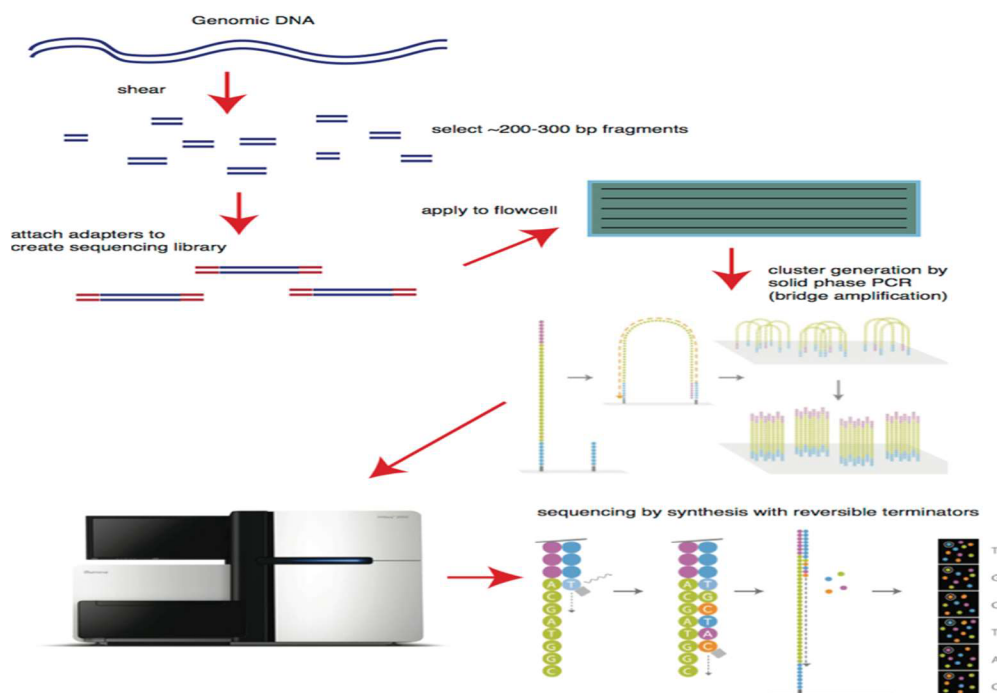 Genomic DNA
shear
select ~200-300 bp fragments
attach adapters to
create sequencing library
apply to flowcell
cluster generation by
solid phase PCR
(bridge amplification)
sequencing by synthesis with reversible terminators
A T
C
G
A
T
G
G
C
A T
C G
G C
A T
T A
G C
G
C
T
T
A